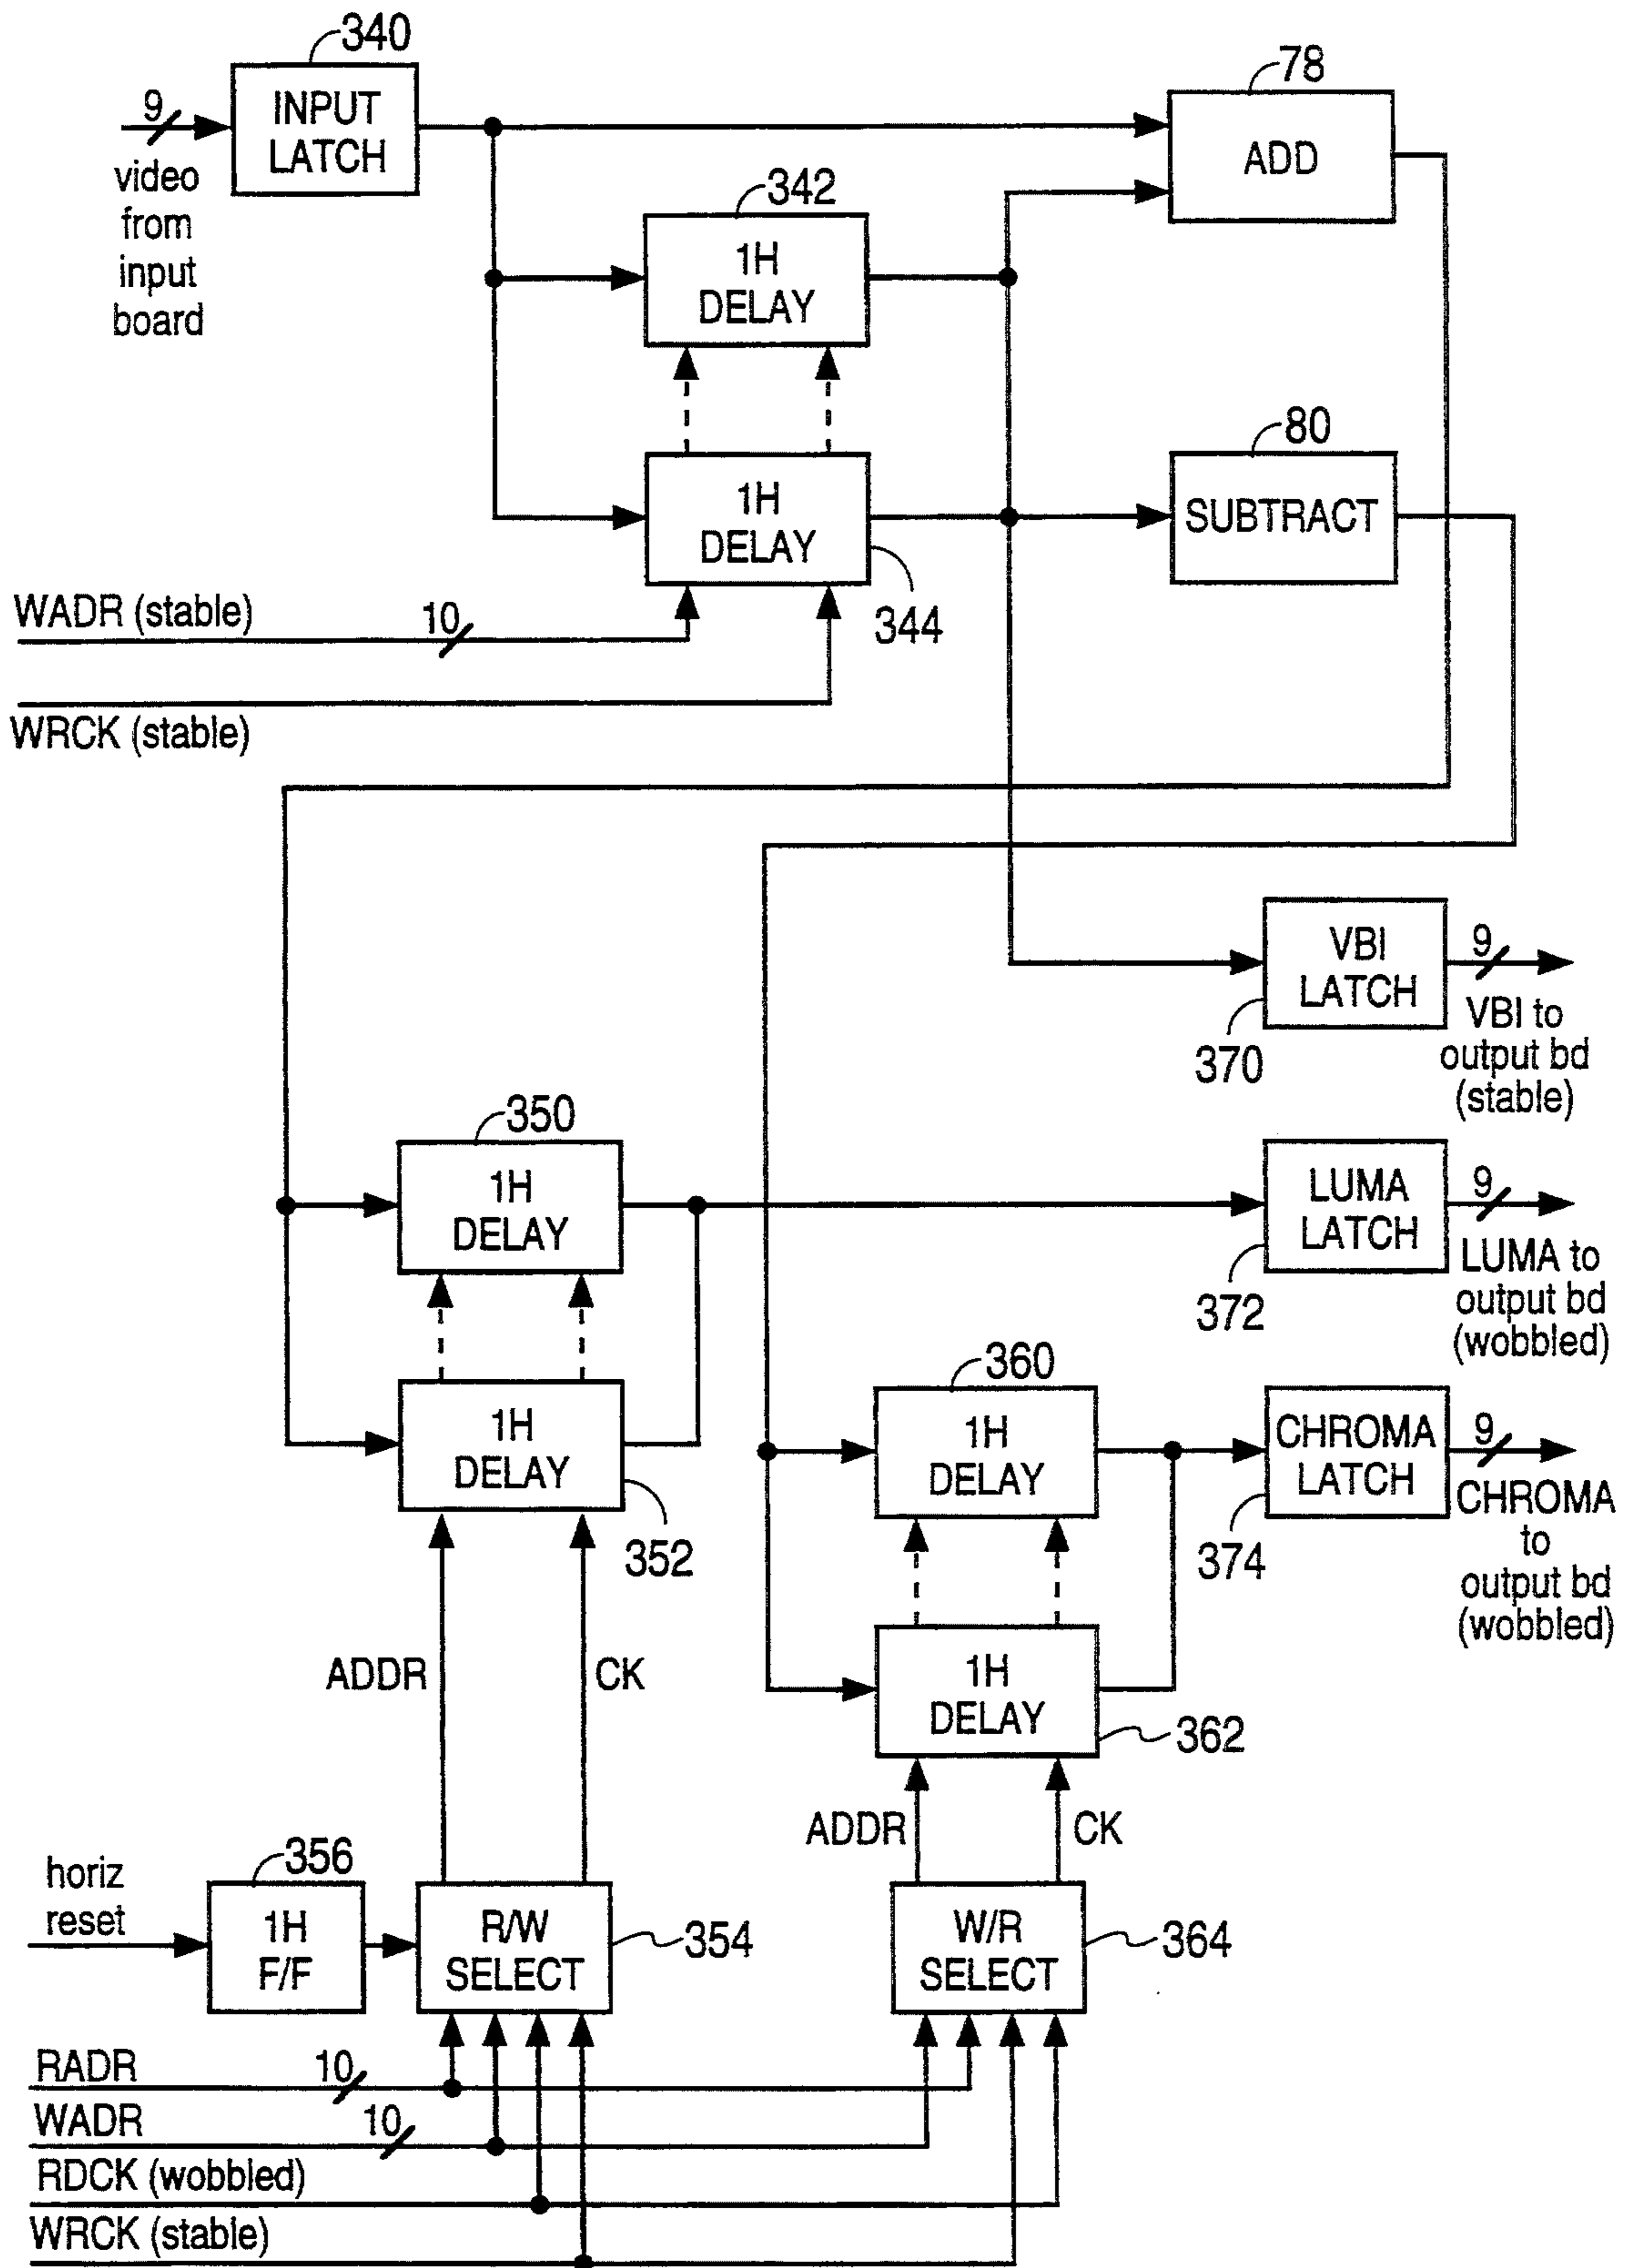 340
INPUT
LATCH
9
video
from
input
board
78
ADD
342
1H
DELAY
80
SUBTRACT
1H
DELAY
344
WADR (stable)
10
WRCK (stable)
VBI
LATCH
9
370
VBI to
output bd
(stable)
350
1H
DELAY
LUMA
LATCH
9
372
LUMA to
output bd
(wobbled)
1H
DELAY
352
360
1H
DELAY
CHROMA
LATCH
9
374
CHROMA
to
output bd
(wobbled)
1H
DELAY
362
ADDR
CK
ADDR
CK
horiz
reset
356
1H
F/F
R/W
SELECT
354
W/R
SELECT
364
RADR
10
WADR
10
RDCK (wobbled)
WRCK (stable)